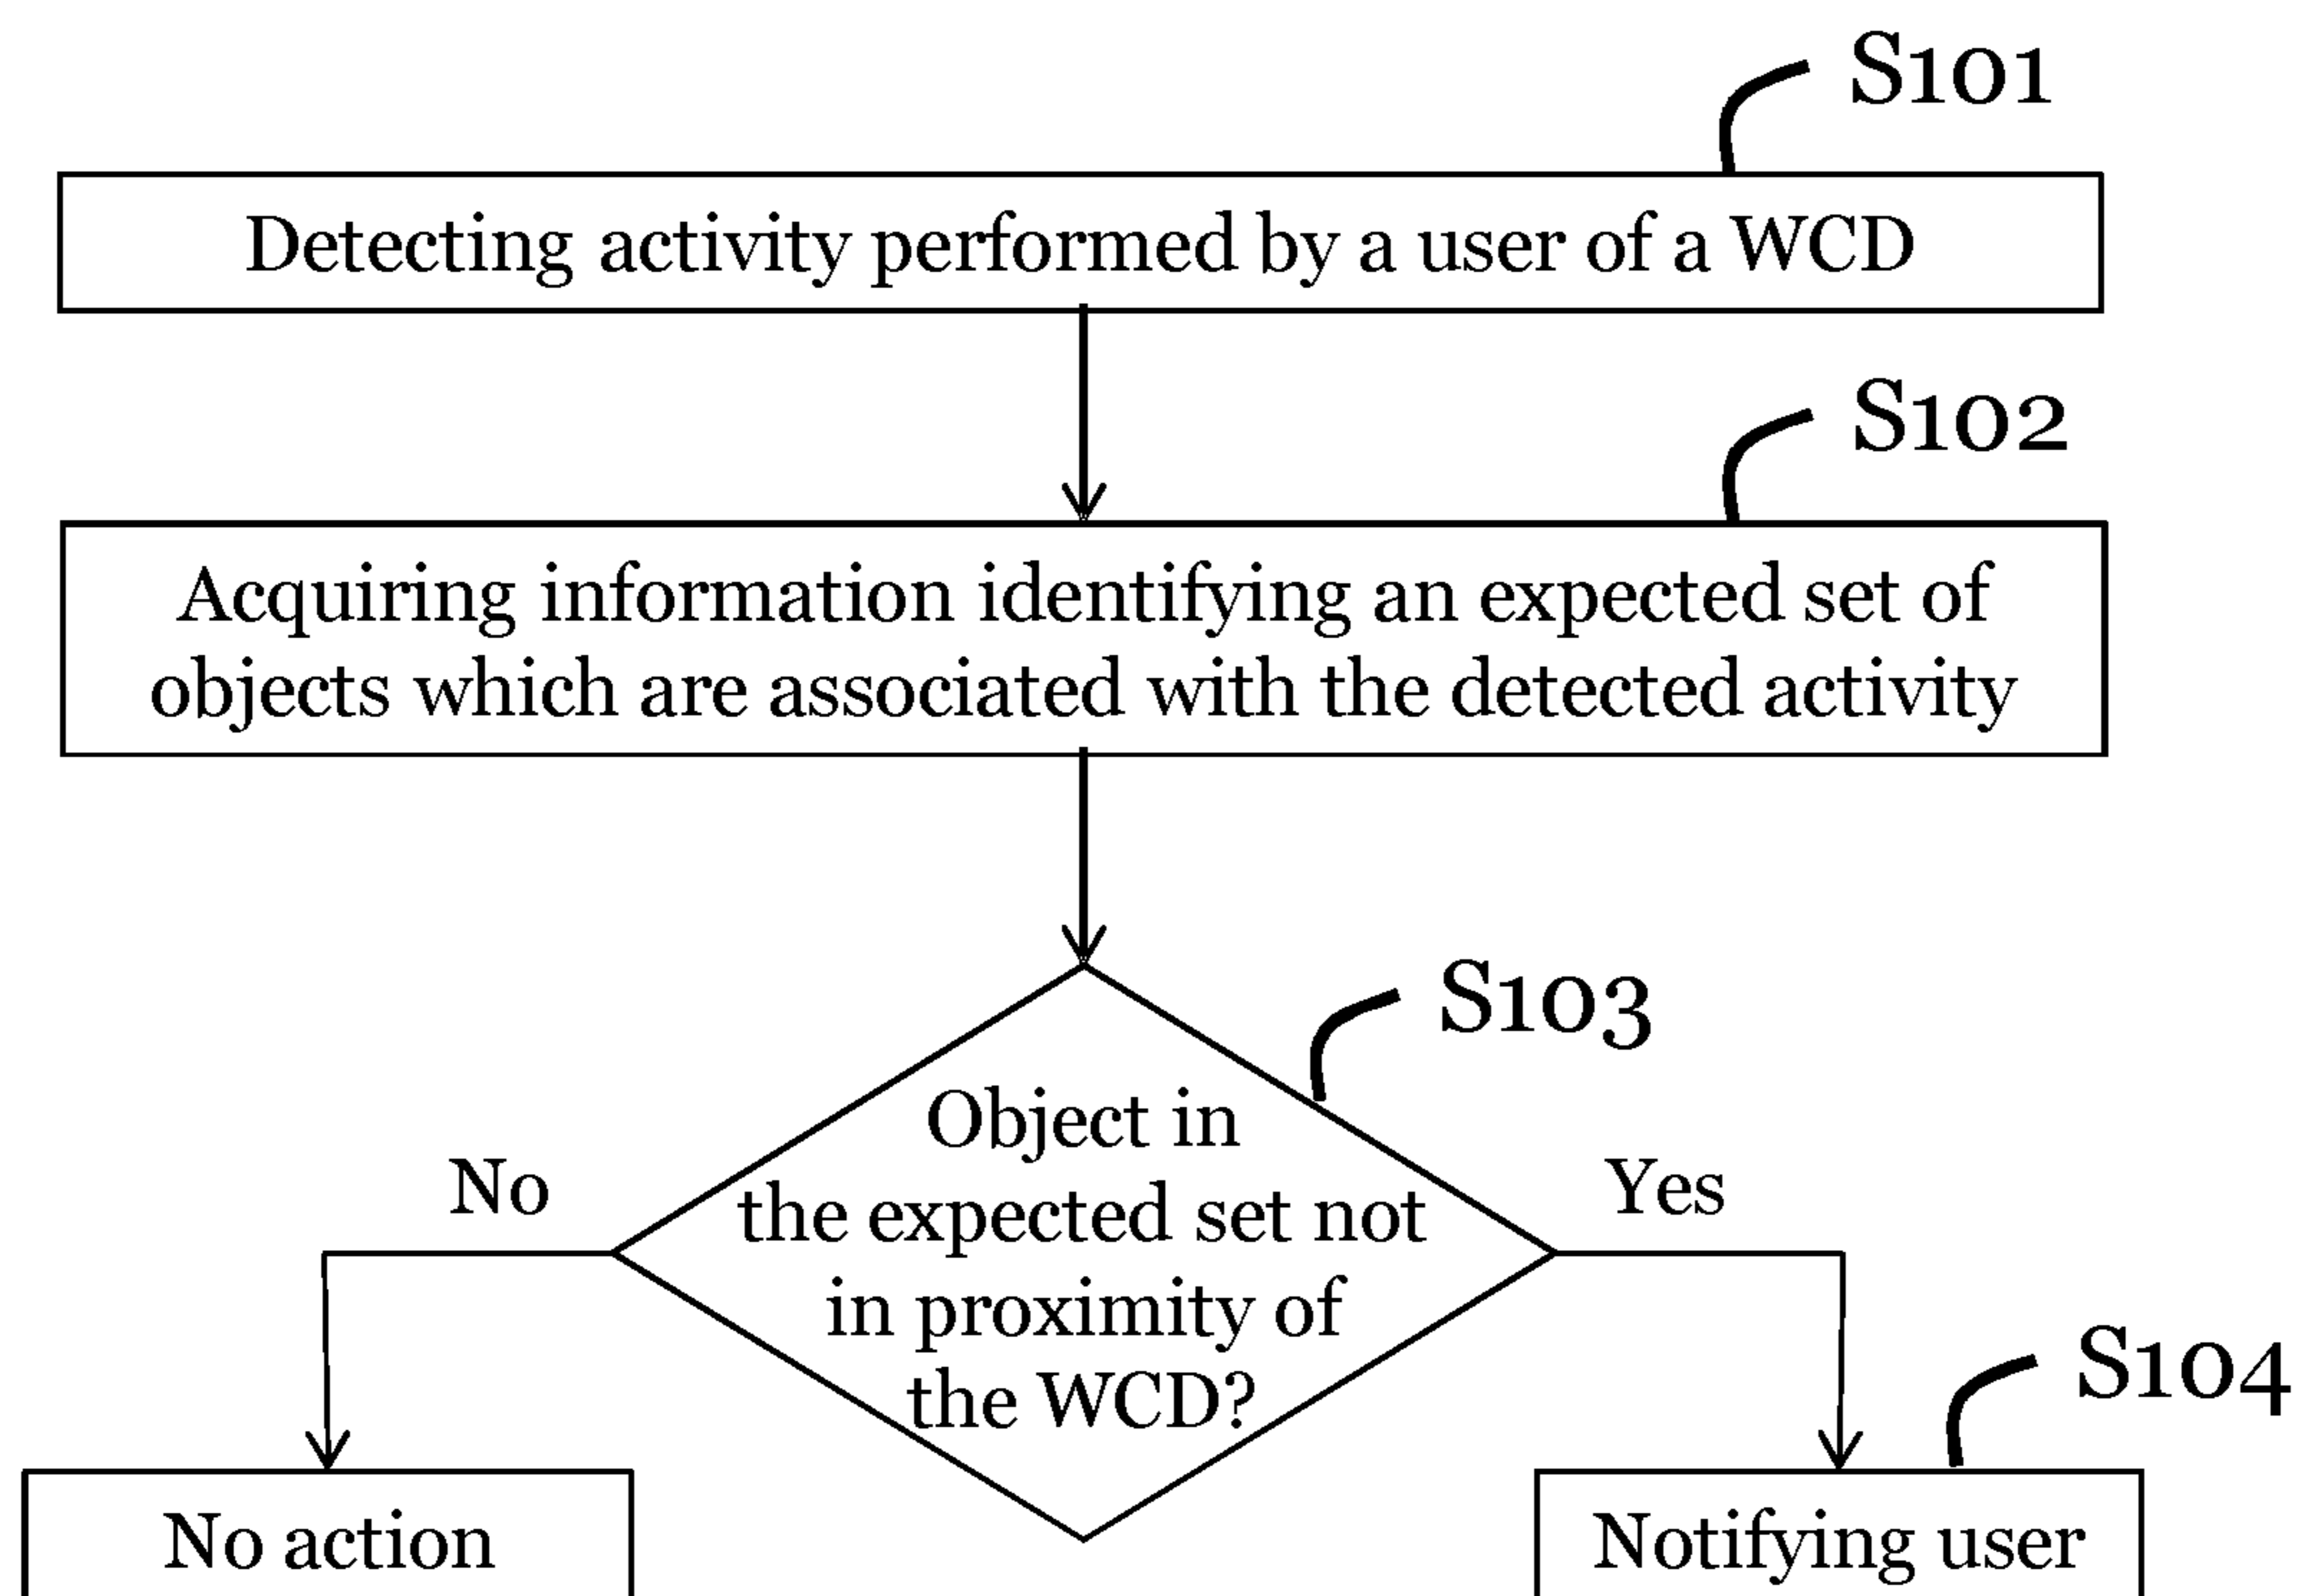 S101
Detecting activity performed by a user of a WCD
S102
Acquiring information identifying an expected set of
objects which are associated with the detected activity
S103
Object in
the expected set not
in proximity of
the WCD?
No
Yes
S104
No action
Notifying user